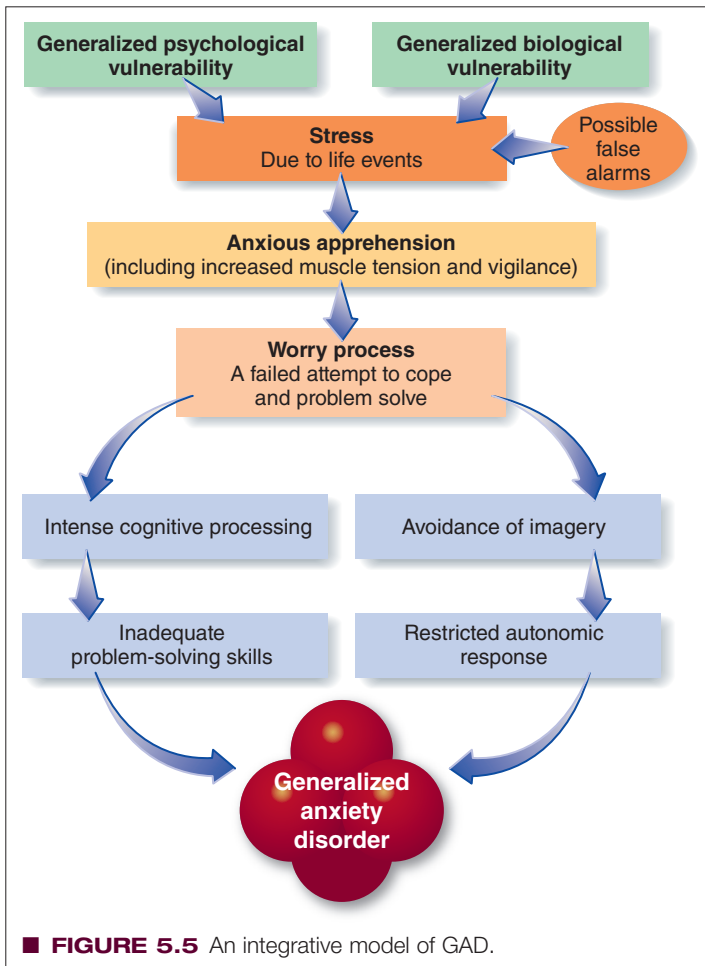 Generalized psychological
vulnerability
Generalized biological
vulnerability
Stress
Due to life events
Possible
false
alarms
Anxious apprehension
(including increased muscle tension and vigilance)
Worry process
A failed attempt to cope
and problem solve
Intense cognitive processing
Avoidance of imagery
Inadequate
problem-solving skills
Restricted autonomic
response
Generalized
anxiety
disorder
■ FIGURE 5.5 An integrative model of GAD.